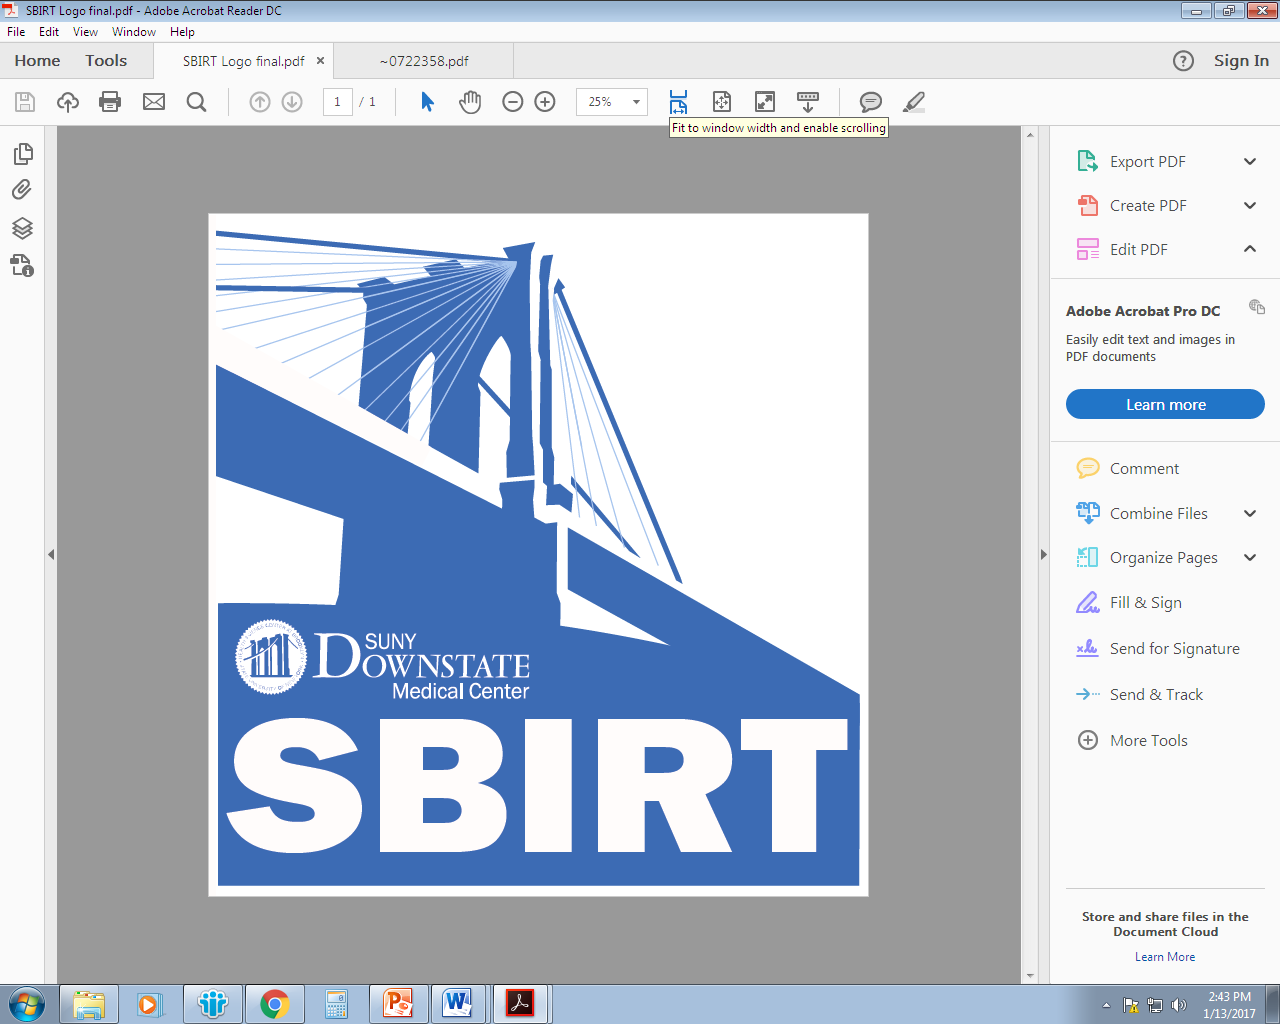 SBIRT Logo final.pdf - Adobe Acrobat Reader DC
File Edit View Window Help
Home Tools SBIRT Logo final.pdf × ~0722358.pdf ? Sign In
1 / 1 25%
Fit to window width and enable scrolling
Export PDF
Create PDF
Edit PDF
Adobe Acrobat Pro DC
Easily edit text and images in
PDF documents
Learn more
Comment
Combine Files
Organize Pages
Fill & Sign
Send for Signature
Send & Track
More Tools
Store and share files in the
Document Cloud
Learn More
SUNY
DOWNSTATE
Medical Center
SBIRT
2:43 PM
1/13/2017